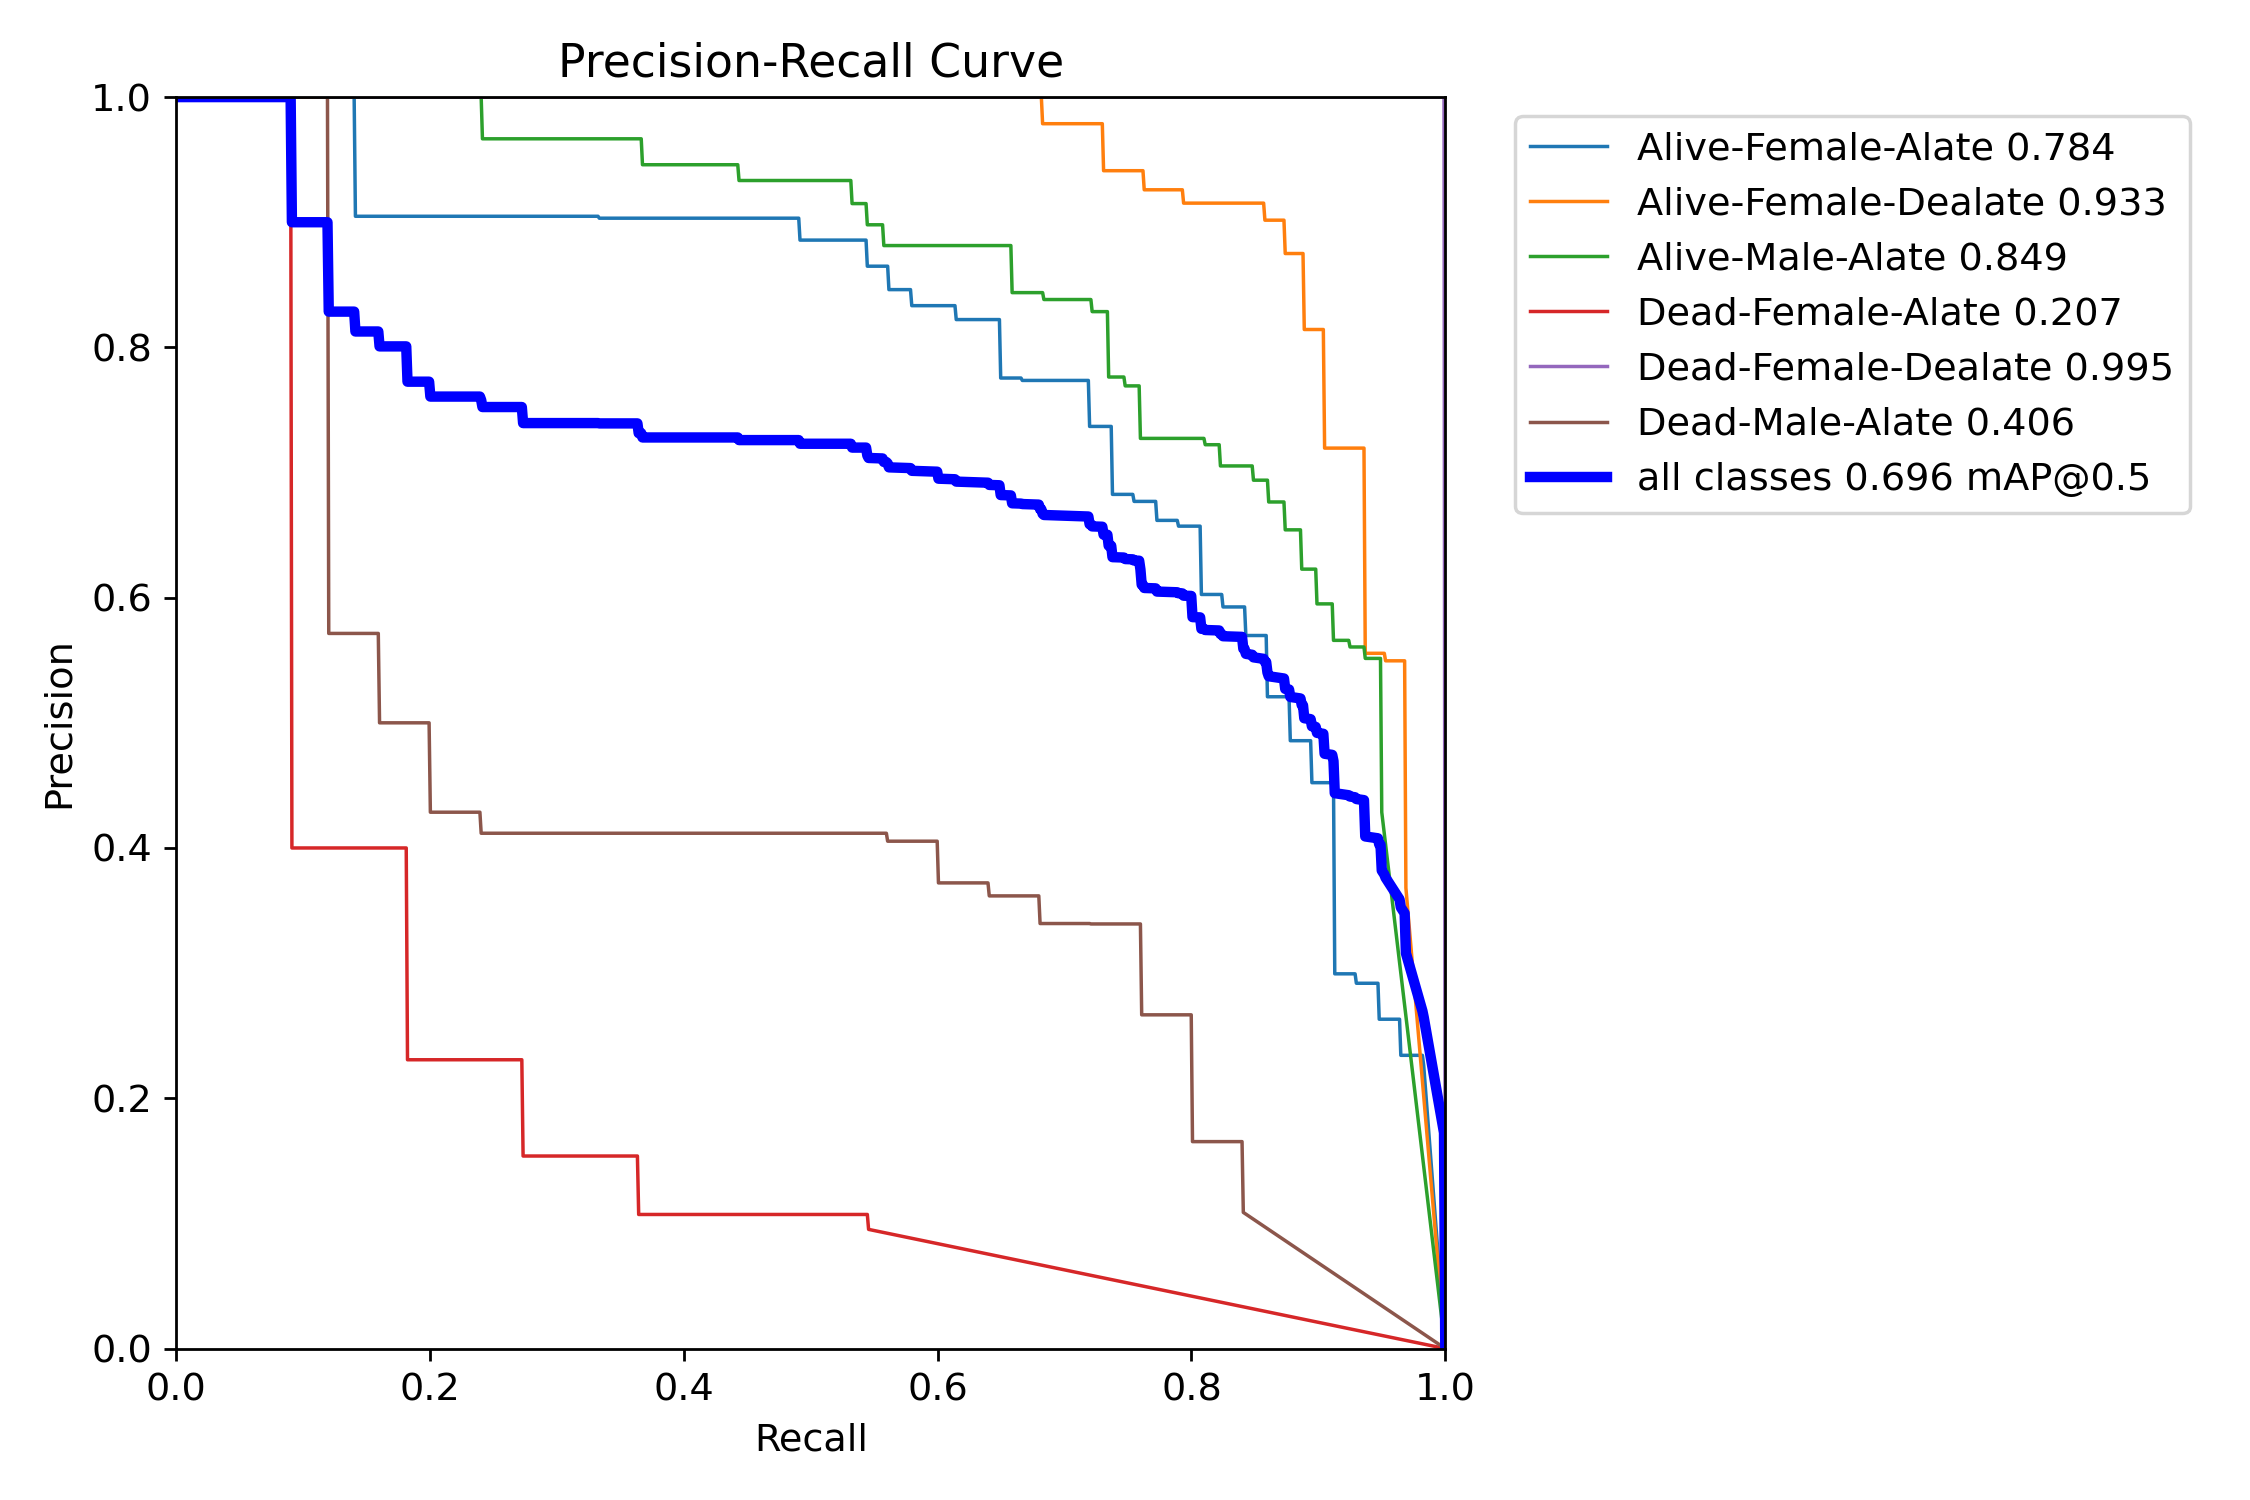 Precision-Recall Curve
1.0
0.8
0.6
0.4
0.2
0.0
Precision
0.0 0.2 0.4 0.6 0.8 1.0
Recall
Alive-Female-Alate 0.784
Alive-Female-Dealate 0.933
Alive-Male-Alate 0.849
Dead-Female-Alate 0.207
Dead-Female-Dealate 0.995
Dead-Male-Alate 0.406
all classes 0.696 mAP@0.5